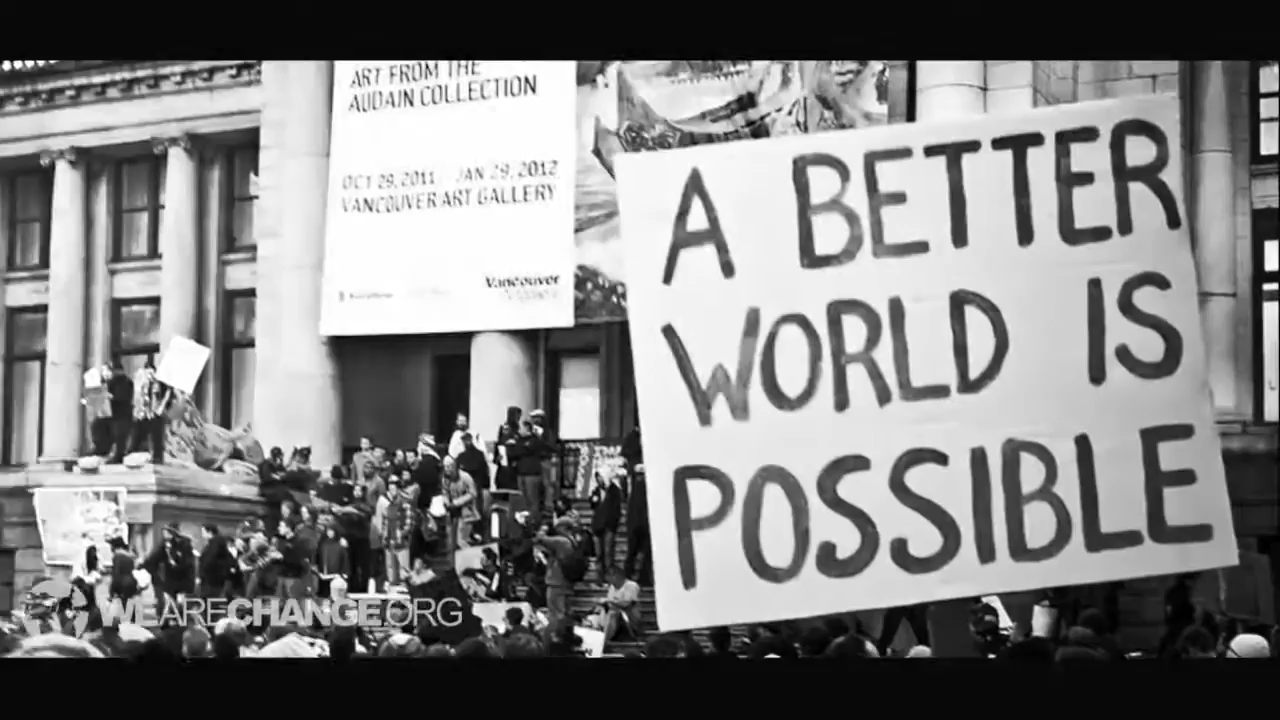 ART FROM THE
AUDAIN COLLECTION
OCT 29, 2011 - JAN 29, 2012
VANCOUVER ART GALLERY
Vancouver
A BETTER
WORLD IS
POSSIBLE
WEARECHANGE.ORG